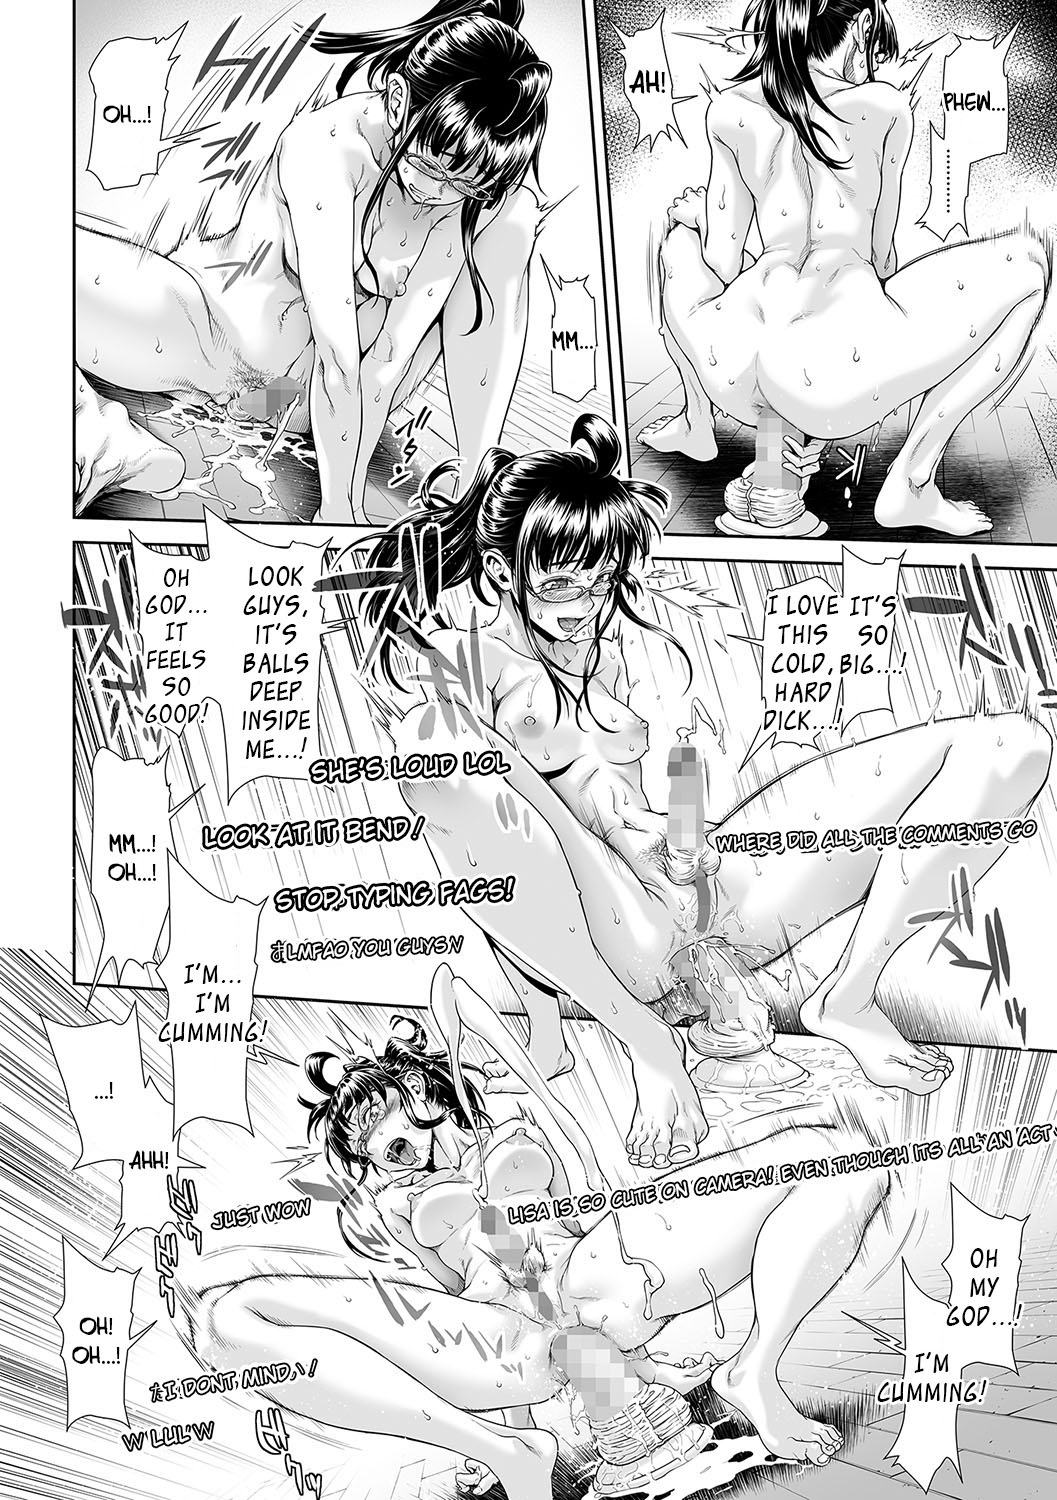 PHEW...
AH!
OH...!
MM...
IT'S
SO
BIG...!
I LOVE
THIS
COLD,
HARD
DICK...!
LOOK
GUYS,
IT'S
BALLS
DEEP
INSIDE
ME...!
OH
GOD...
IT
FEELS
SO
GOOD!
SHE'S LOUD LOL
LOOK AT IT BEND!
WHERE DID ALL THE COMMENTS GO
STOP TYPING FAGS!
LMFAO YOU GUYS
MM...!
OH...!
I'M...
I'M
CUMMING!
...!
AHH!
LISA IS SO CUTE ON CAMERA! EVEN THOUGH ITS ALL AN ACT
JUST WOW
OH
MY
GOD...!
I'M
CUMMING!
OH!
OH...!
I DONT MIND
W LUL'W